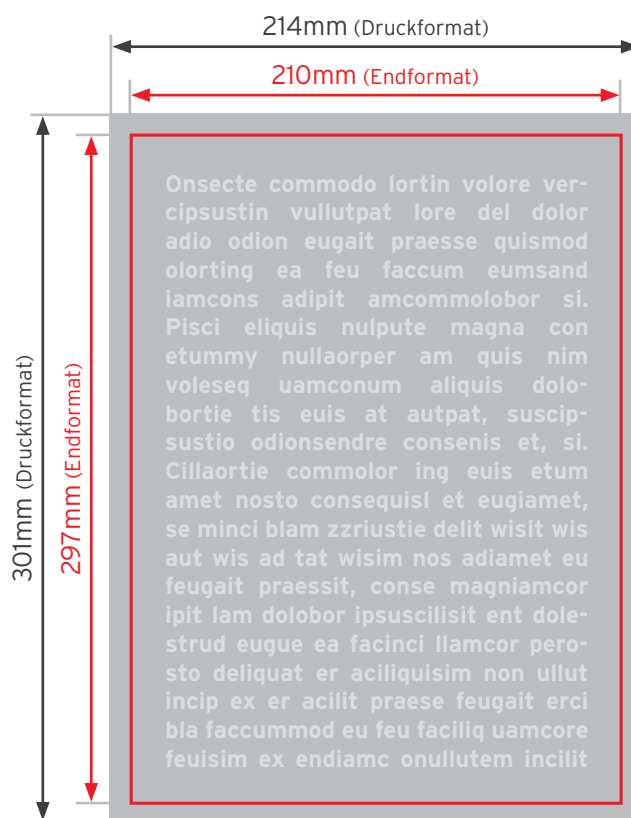 214mm (Druckformat)
210mm (Endformat)
301mm (Druckformat)
297mm (Endformat)
Onsecte commodo lortin volore ver-
cipsustin vullutpat lore del dolor
adio odion eugait praesse quismod
olorting ea feu faccum eumsand
iamcons adipit amcommolobor si.
Pisci eliquis nulpute magna con
etummy nullaorper am quis nim
voleseq uamconum aliquis dolo-
bortie tis euis at autpat, suscip-
sustio odionsendre consenis et, si.
Cillaortie commolor ing euis etum
amet nosto consequisl et eugiamet,
se minci blam zzriustie delit wisit wis
aut wis ad tat wisim nos adiamet eu
feugait praessit, conse magniamcor
ipit lam dolobor ipsuscilisit ent dole-
strud eugue ea facinci llamcor pero-
sto deliquat er aciliquisim non ullut
incip ex er acilit praese feugait erci
bla faccummod eu feu faciliq uamcore
feuisim ex endiamc onullutem incilit